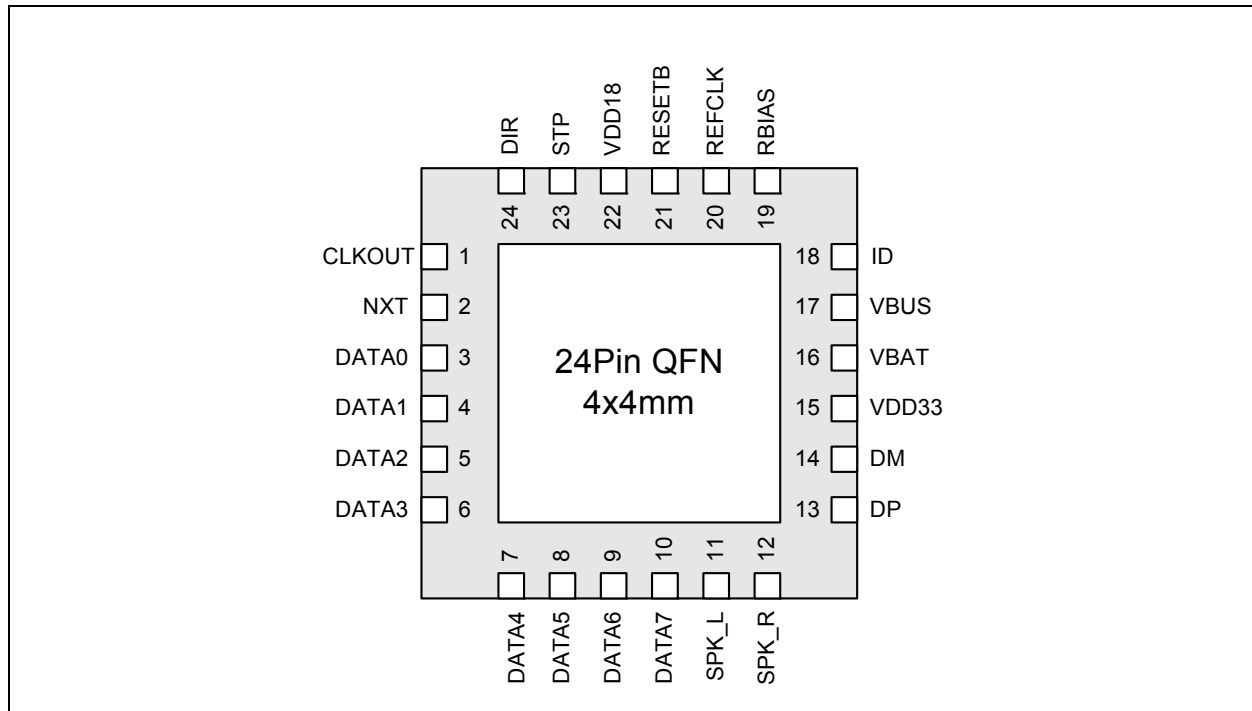 DIR
STP
VDD18
RESETB
REFCLK
RBIAS
24
23
22
21
20
19
CLKOUT 1
NXT 2
DATA0 3
DATA1 4
DATA2 5
DATA3 6
24Pin QFN
4x4mm
18 ID
17 VBUS
16 VBAT
15 VDD33
14 DM
13 DP
7
8
9
10
11
12
DATA4
DATA5
DATA6
DATA7
SPK_L
SPK_R